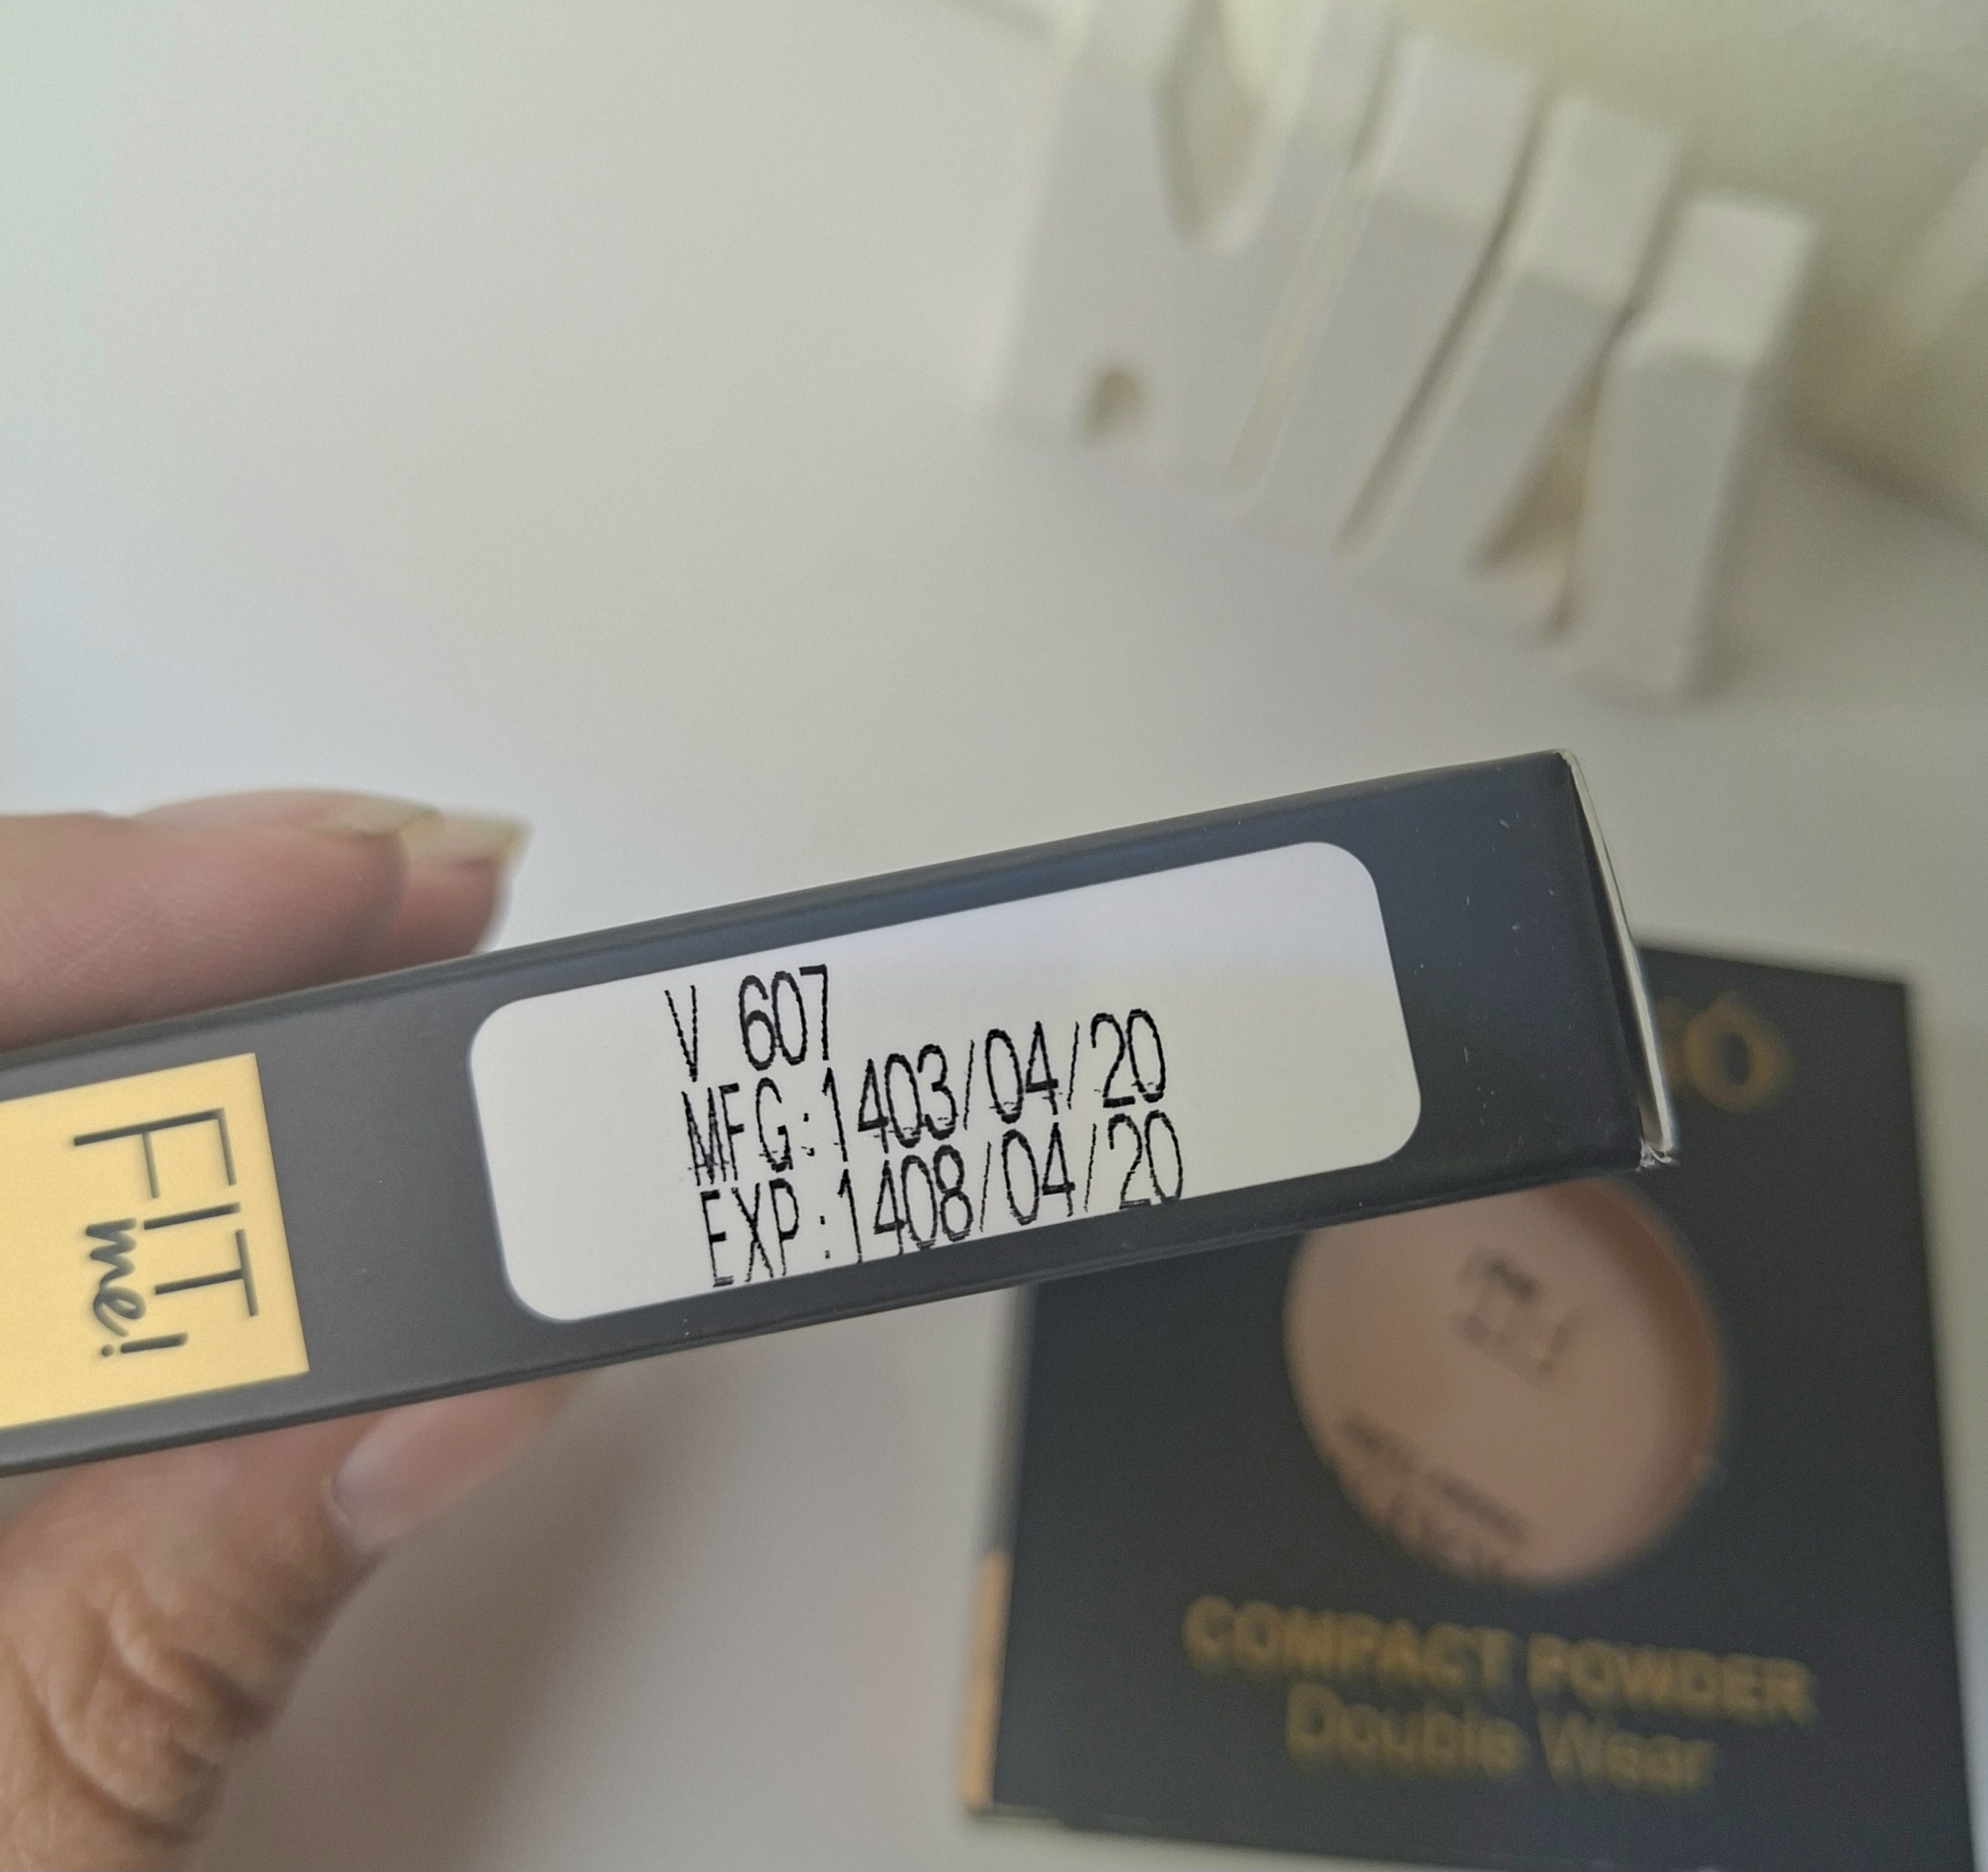 V 607
MFG:1403/04/20
EXP:1408/04/20
FIT
me!
COMPACT POWDER
Double Wear